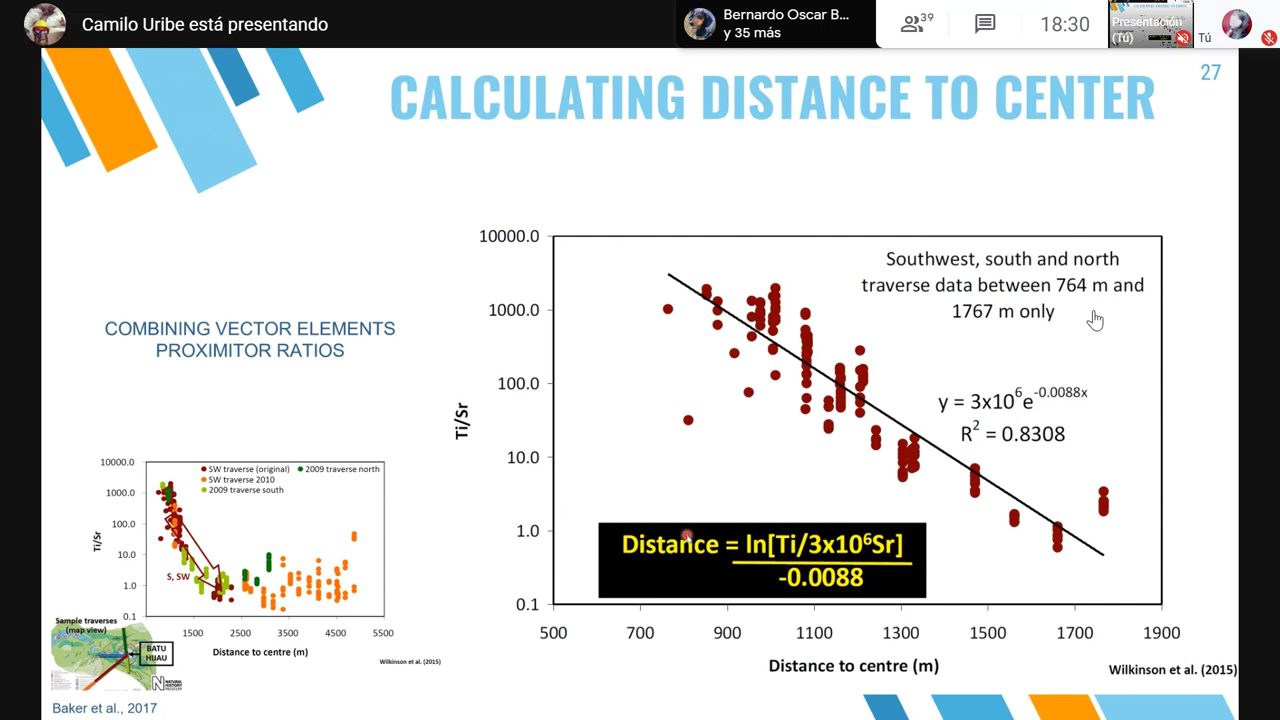 Camilo Uribe está presentando
Bernardo Oscar B...
y 35 más
39
18:30
Presentación
(Tú)
Tú
27
CALCULATING DISTANCE TO CENTER
COMBINING VECTOR ELEMENTS
PROXIMITOR RATIOS
10000.0
1000.0
100.0
10.0
1.0
0.1
Ti/Sr
Southwest, south and north
traverse data between 764 m and
1767 m only
y = 3x10⁶e^-0.0088x
R² = 0.8308
Distance = ln[Ti/3x10⁶Sr]
-0.0088
500 700 900 1100 1300 1500 1700 1900
Distance to centre (m)
Wilkinson et al. (2015)
10000.0
1000.0
100.0
10.0
1.0
0.1
Ti/Sr
SW traverse (original) 2009 traverse north
SW traverse 2010
2009 traverse south
S, SW
1500 2500 3500 4500 5500
Distance to centre (m)
Wilkinson et al. (2015)
Sample traverses
(map view)
BATU
HIJAU
NATURAL
HISTORY
MUSEUM
Baker et al., 2017